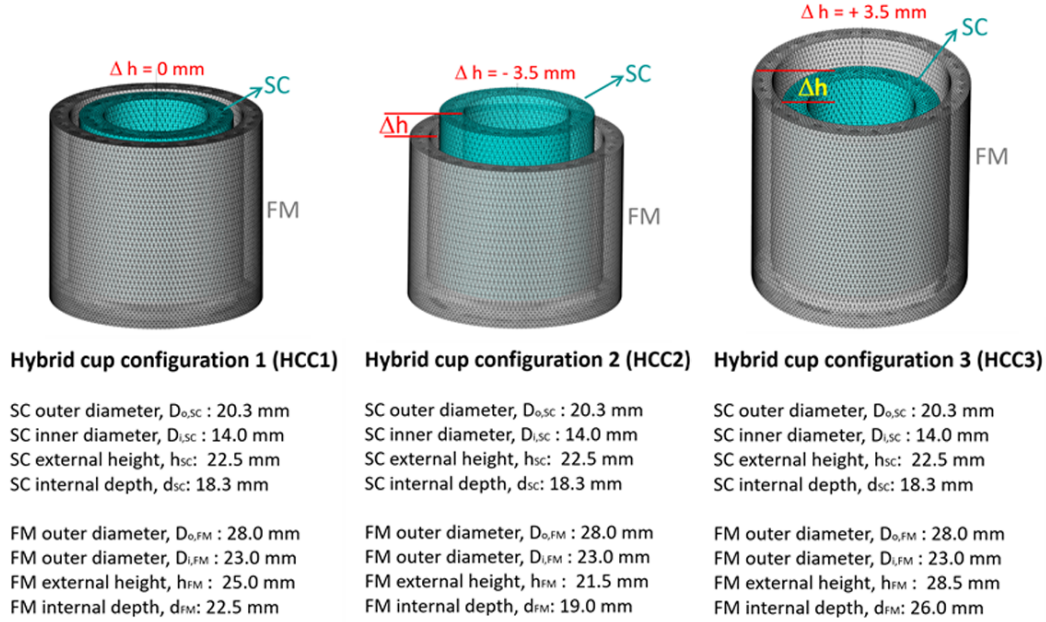 Δ h = 0 mm
SC
FM
Δ h = - 3.5 mm
SC
Δh
FM
Δ h = + 3.5 mm
SC
Δh
FM
Hybrid cup configuration 1 (HCC1)
SC outer diameter, Do,SC : 20.3 mm
SC inner diameter, Di,SC : 14.0 mm
SC external height, hSC: 22.5 mm
SC internal depth, dSC: 18.3 mm
FM outer diameter, Do,FM : 28.0 mm
FM outer diameter, Di,FM : 23.0 mm
FM external height, hFM : 25.0 mm
FM internal depth, dFM: 22.5 mm
Hybrid cup configuration 2 (HCC2)
SC outer diameter, Do,SC : 20.3 mm
SC inner diameter, Di,SC : 14.0 mm
SC external height, hSC: 22.5 mm
SC internal depth, dSC: 18.3 mm
FM outer diameter, Do,FM : 28.0 mm
FM outer diameter, Di,FM : 23.0 mm
FM external height, hFM : 21.5 mm
FM internal depth, dFM: 19.0 mm
Hybrid cup configuration 3 (HCC3)
SC outer diameter, Do,SC : 20.3 mm
SC inner diameter, Di,SC : 14.0 mm
SC external height, hSC: 22.5 mm
SC internal depth, dSC: 18.3 mm
FM outer diameter, Do,FM : 28.0 mm
FM outer diameter, Di,FM : 23.0 mm
FM external height, hFM : 28.5 mm
FM internal depth, dFM: 26.0 mm